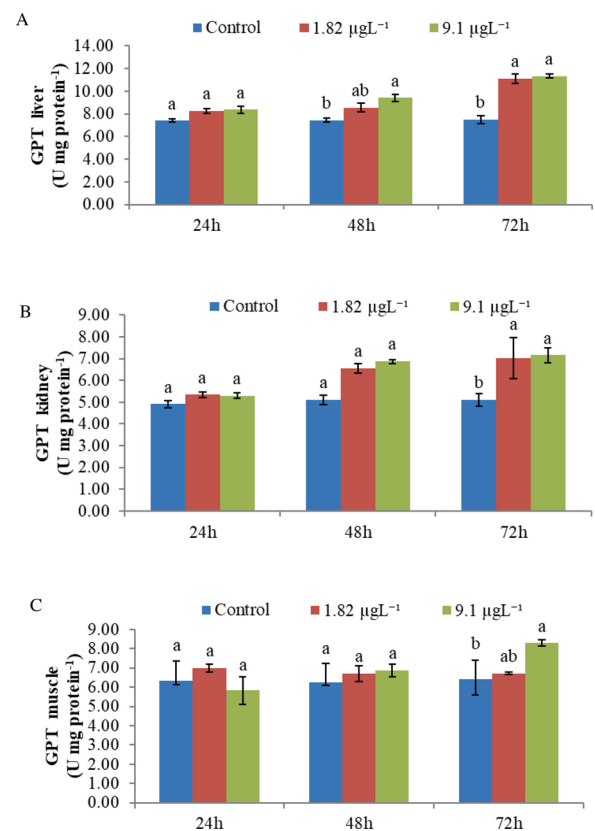 A
Control 1.82 µgL⁻¹ 9.1 µgL⁻¹
GPT liver
(U mg protein⁻¹)
14.00
12.00
10.00
8.00
6.00
4.00
2.00
0.00
a a a b ab a b a a
24h 48h 72h
B
Control 1.82 µgL⁻¹ 9.1 µgL⁻¹
GPT kidney
(U mg protein⁻¹)
9.00
8.00
7.00
6.00
5.00
4.00
3.00
2.00
1.00
0.00
a a a a a a b a a
24h 48h 72h
C
Control 1.82 µgL⁻¹ 9.1 µgL⁻¹
GPT muscle
(U mg protein⁻¹)
9.00
8.00
7.00
6.00
5.00
4.00
3.00
2.00
1.00
0.00
a a a a a a b ab a
24h 48h 72h